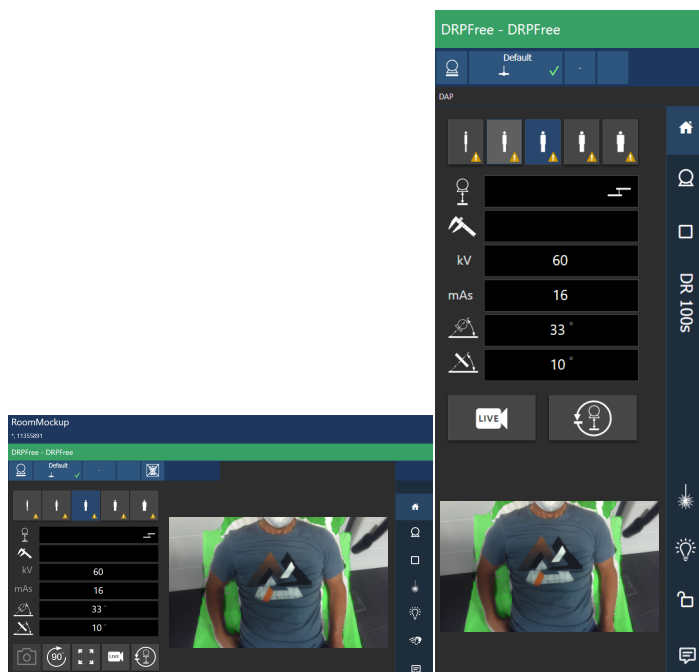 DRPFree - DRPFree
Default
-
DAP
kV
60
mAs
16
33 °
10 °
LIVE
DR 100s
RoomMockup
*, 11355891
DRPFree - DRPFree
Default
-
kV
60
mAs
16
33 °
10 °
90°
LIVE